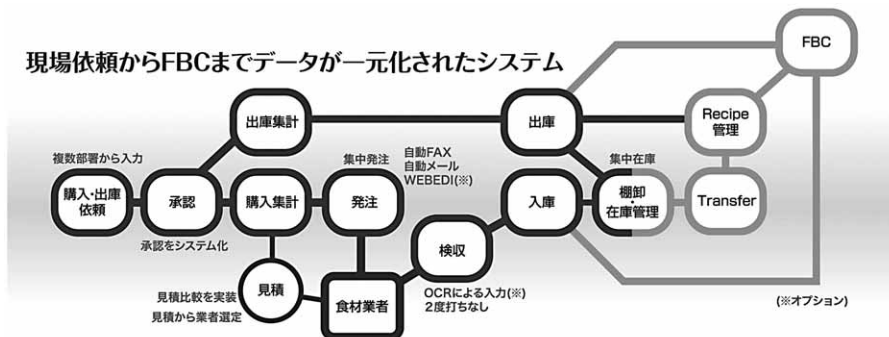 現場依頼からFBCまでデータが一元化されたシステム
FBC
出庫集計
出庫
Recipe
管理
複数部署から入力
集中発注
自動FAX
自動メール
WEBEDI(※)
集中在庫
購入・出庫
依頼
承認
購入集計
発注
入庫
棚卸
・
在庫管理
Transfer
承認をシステム化
検収
見積比較を実装
見積から業者選定
見積
食材業者
OCRによる入力(※)
2度打ちなし
(※オプション)